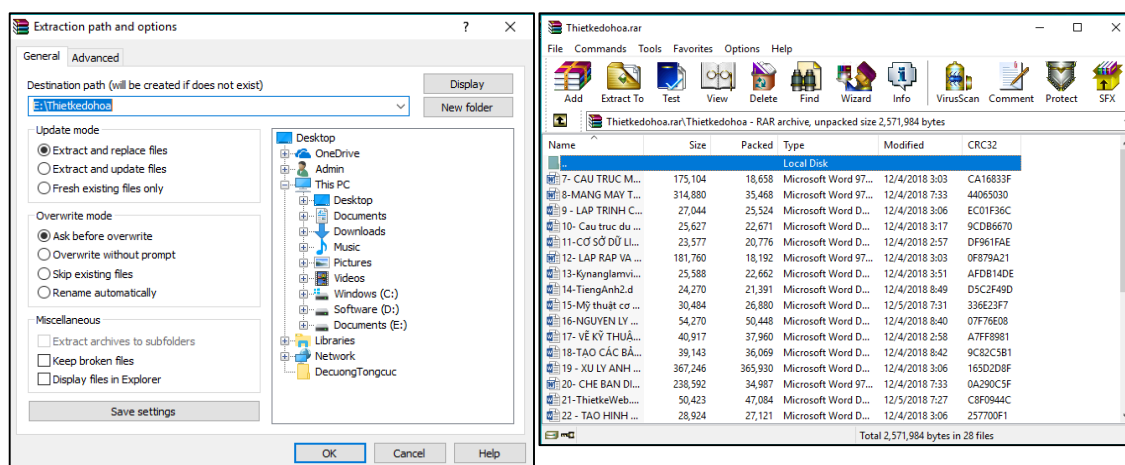 Extraction path and options
General Advanced
Destination path (will be created if does not exist)
Display
E:\Thietkedohoa
New folder
Update mode
Extract and replace files
Extract and update files
Fresh existing files only
Overwrite mode
Ask before overwrite
Overwrite without prompt
Skip existing files
Rename automatically
Miscellaneous
Extract archives to subfolders
Keep broken files
Display files in Explorer
Save settings
Desktop
OneDrive
Admin
This PC
Desktop
Documents
Downloads
Music
Pictures
Videos
Windows (C:)
Software (D:)
Documents (E:)
Libraries
Network
DecuongTongcuc
OK Cancel Help
Thietkedohoa.rar
File Commands Tools Favorites Options Help
Add Extract To Test View Delete Find Wizard Info VirusScan Comment Protect SFX
Thietkedohoa.rar\Thietkedohoa - RAR archive, unpacked size 2,571,984 bytes
Name Size Packed Type Modified CRC32
.. Local Disk
7- CAU TRUC M... 175,104 18,658 Microsoft Word 97... 12/4/2018 3:03 CA16833F
8-MANG MAY T... 314,880 35,468 Microsoft Word 97... 12/4/2018 7:33 44065030
9 - LAP TRINH C... 27,044 25,524 Microsoft Word D... 12/4/2018 3:06 EC01F36C
10- Cau truc du ... 25,627 22,671 Microsoft Word D... 12/4/2018 3:17 9CDB6670
11-CƠ SỞ DỮ LI... 23,577 20,776 Microsoft Word D... 12/4/2018 2:57 DF961FAE
12- LAP RAP VA ... 181,760 18,192 Microsoft Word 97... 12/4/2018 3:03 0F879A21
13-Kynanglamvi... 25,588 22,662 Microsoft Word D... 12/4/2018 3:51 AFDB14DE
14-TiengAnh2.d 24,270 21,391 Microsoft Word D... 12/4/2018 8:49 D5C2F49D
15-Mỹ thuật cơ ... 30,484 26,880 Microsoft Word D... 12/5/2018 7:31 336E23F7
16-NGUYEN LY ... 54,270 50,448 Microsoft Word D... 12/4/2018 8:40 07F76E08
17- VẼ KỸ THUẬ... 40,917 37,960 Microsoft Word D... 12/4/2018 2:58 A7FF8981
18-TẠO CÁC BẢ... 39,143 36,069 Microsoft Word D... 12/4/2018 8:42 9C82C5B1
19 - XU LY ANH ... 367,246 365,930 Microsoft Word D... 12/4/2018 3:06 165D2D8F
20- CHE BAN DI... 238,592 34,987 Microsoft Word 97... 12/4/2018 7:33 0A290C5F
21-ThietkeWeb.... 50,423 47,084 Microsoft Word D... 12/5/2018 7:27 C8F0944C
22 - TAO HINH ... 28,924 27,121 Microsoft Word D... 12/4/2018 3:06 257700F1
Total 2,571,984 bytes in 28 files